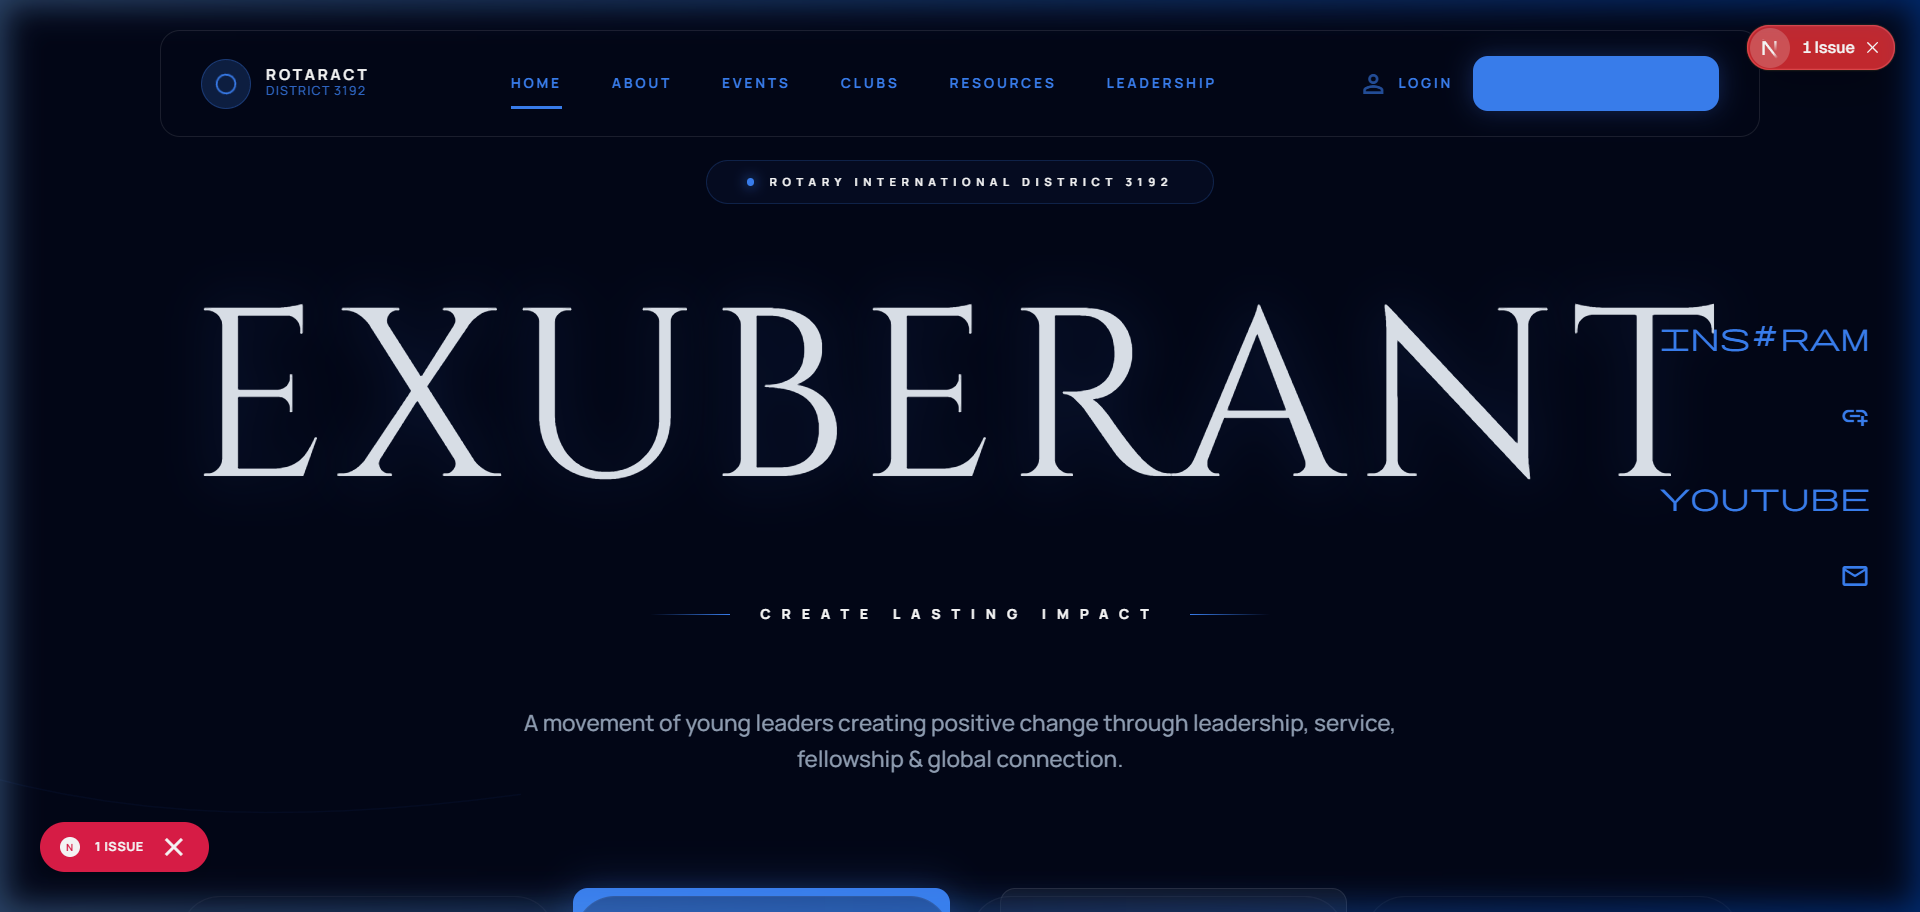 ROTARACT
DISTRICT 3192
HOME ABOUT EVENTS CLUBS RESOURCES LEADERSHIP
LOGIN
N 1 Issue
ROTARY INTERNATIONAL DISTRICT 3192
EXUBERANT
INS#RAM
YOUTUBE
CREATE LASTING IMPACT
A movement of young leaders creating positive change through leadership, service,
fellowship & global connection.
N 1 ISSUE